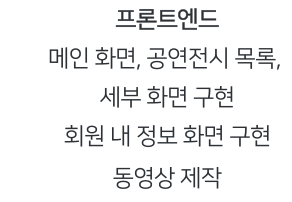 프론트엔드
메인 화면, 공연전시 목록,
세부 화면 구현
회원 내 정보 화면 구현
동영상 제작